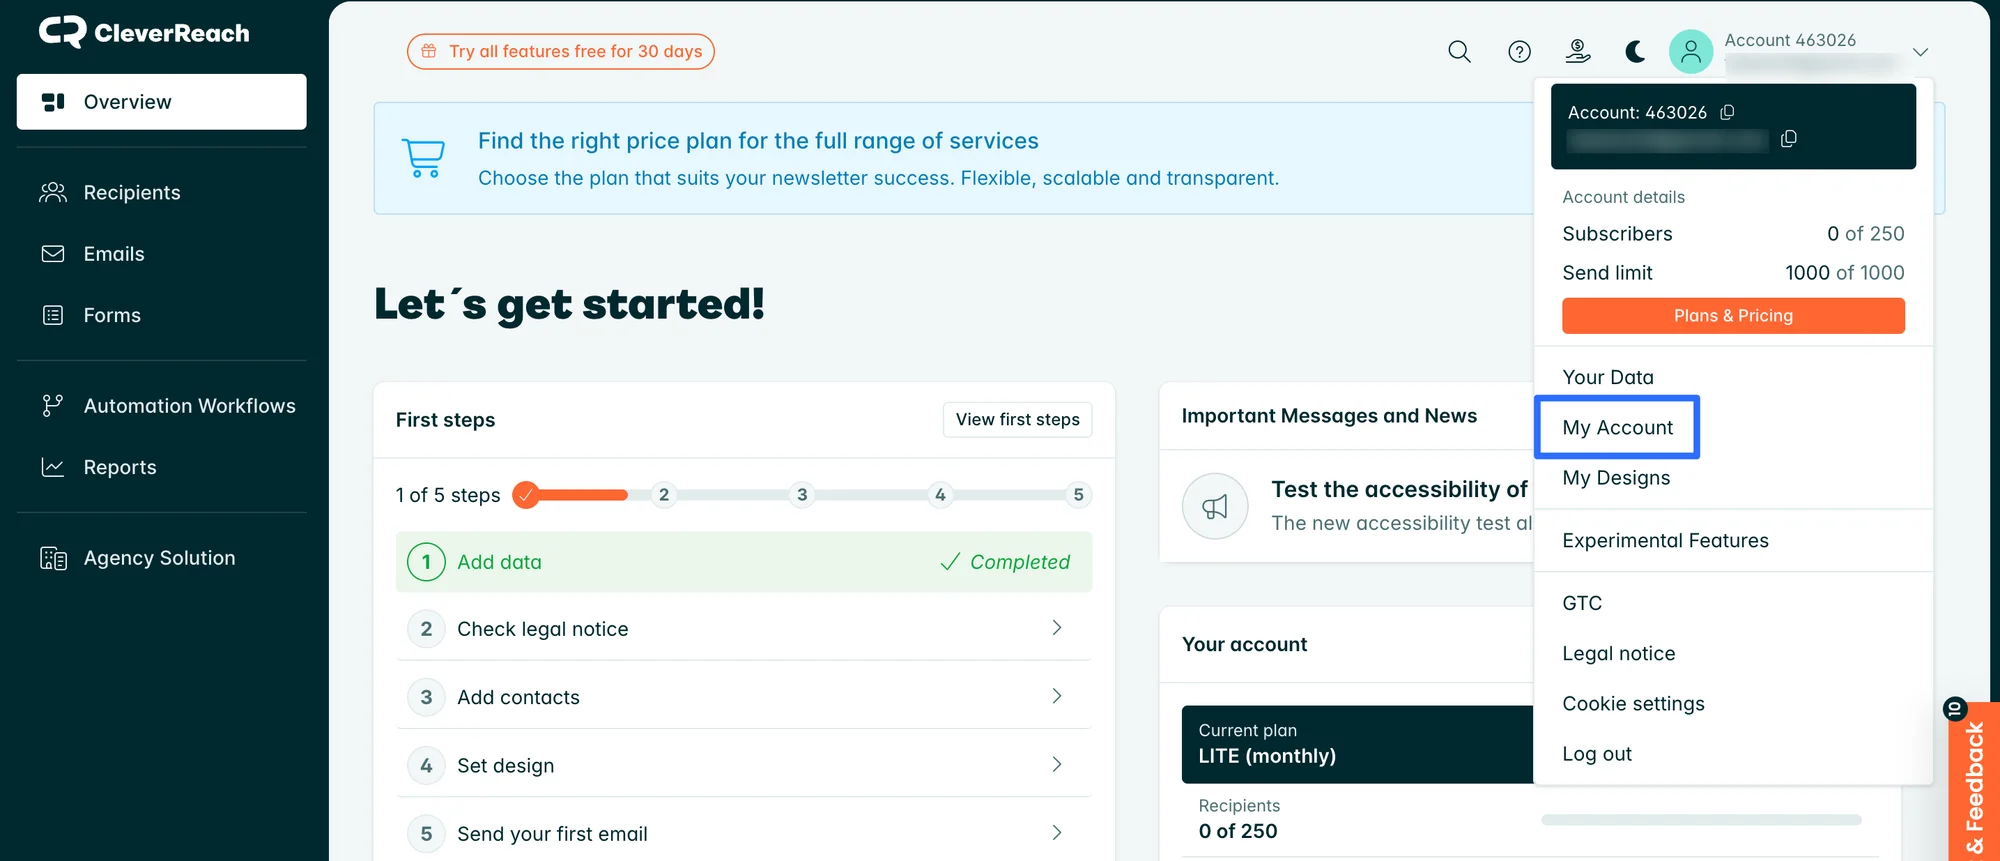 CleverReach
Overview
Recipients
Emails
Forms
Automation Workflows
Reports
Agency Solution
Try all features free for 30 days
Account 463026
Find the right price plan for the full range of services
Choose the plan that suits your newsletter success. Flexible, scalable and transparent.
Let´s get started!
First steps
View first steps
1 of 5 steps
2
3
4
5
1 Add data
Completed
2 Check legal notice
3 Add contacts
4 Set design
5 Send your first email
Important Messages and News
Test the accessibility of
The new accessibility test al
Your account
Current plan
LITE (monthly)
Recipients
0 of 250
Account: 463026
Account details
Subscribers 0 of 250
Send limit 1000 of 1000
Plans & Pricing
Your Data
My Account
My Designs
Experimental Features
GTC
Legal notice
Cookie settings
Log out
10
& Feedback